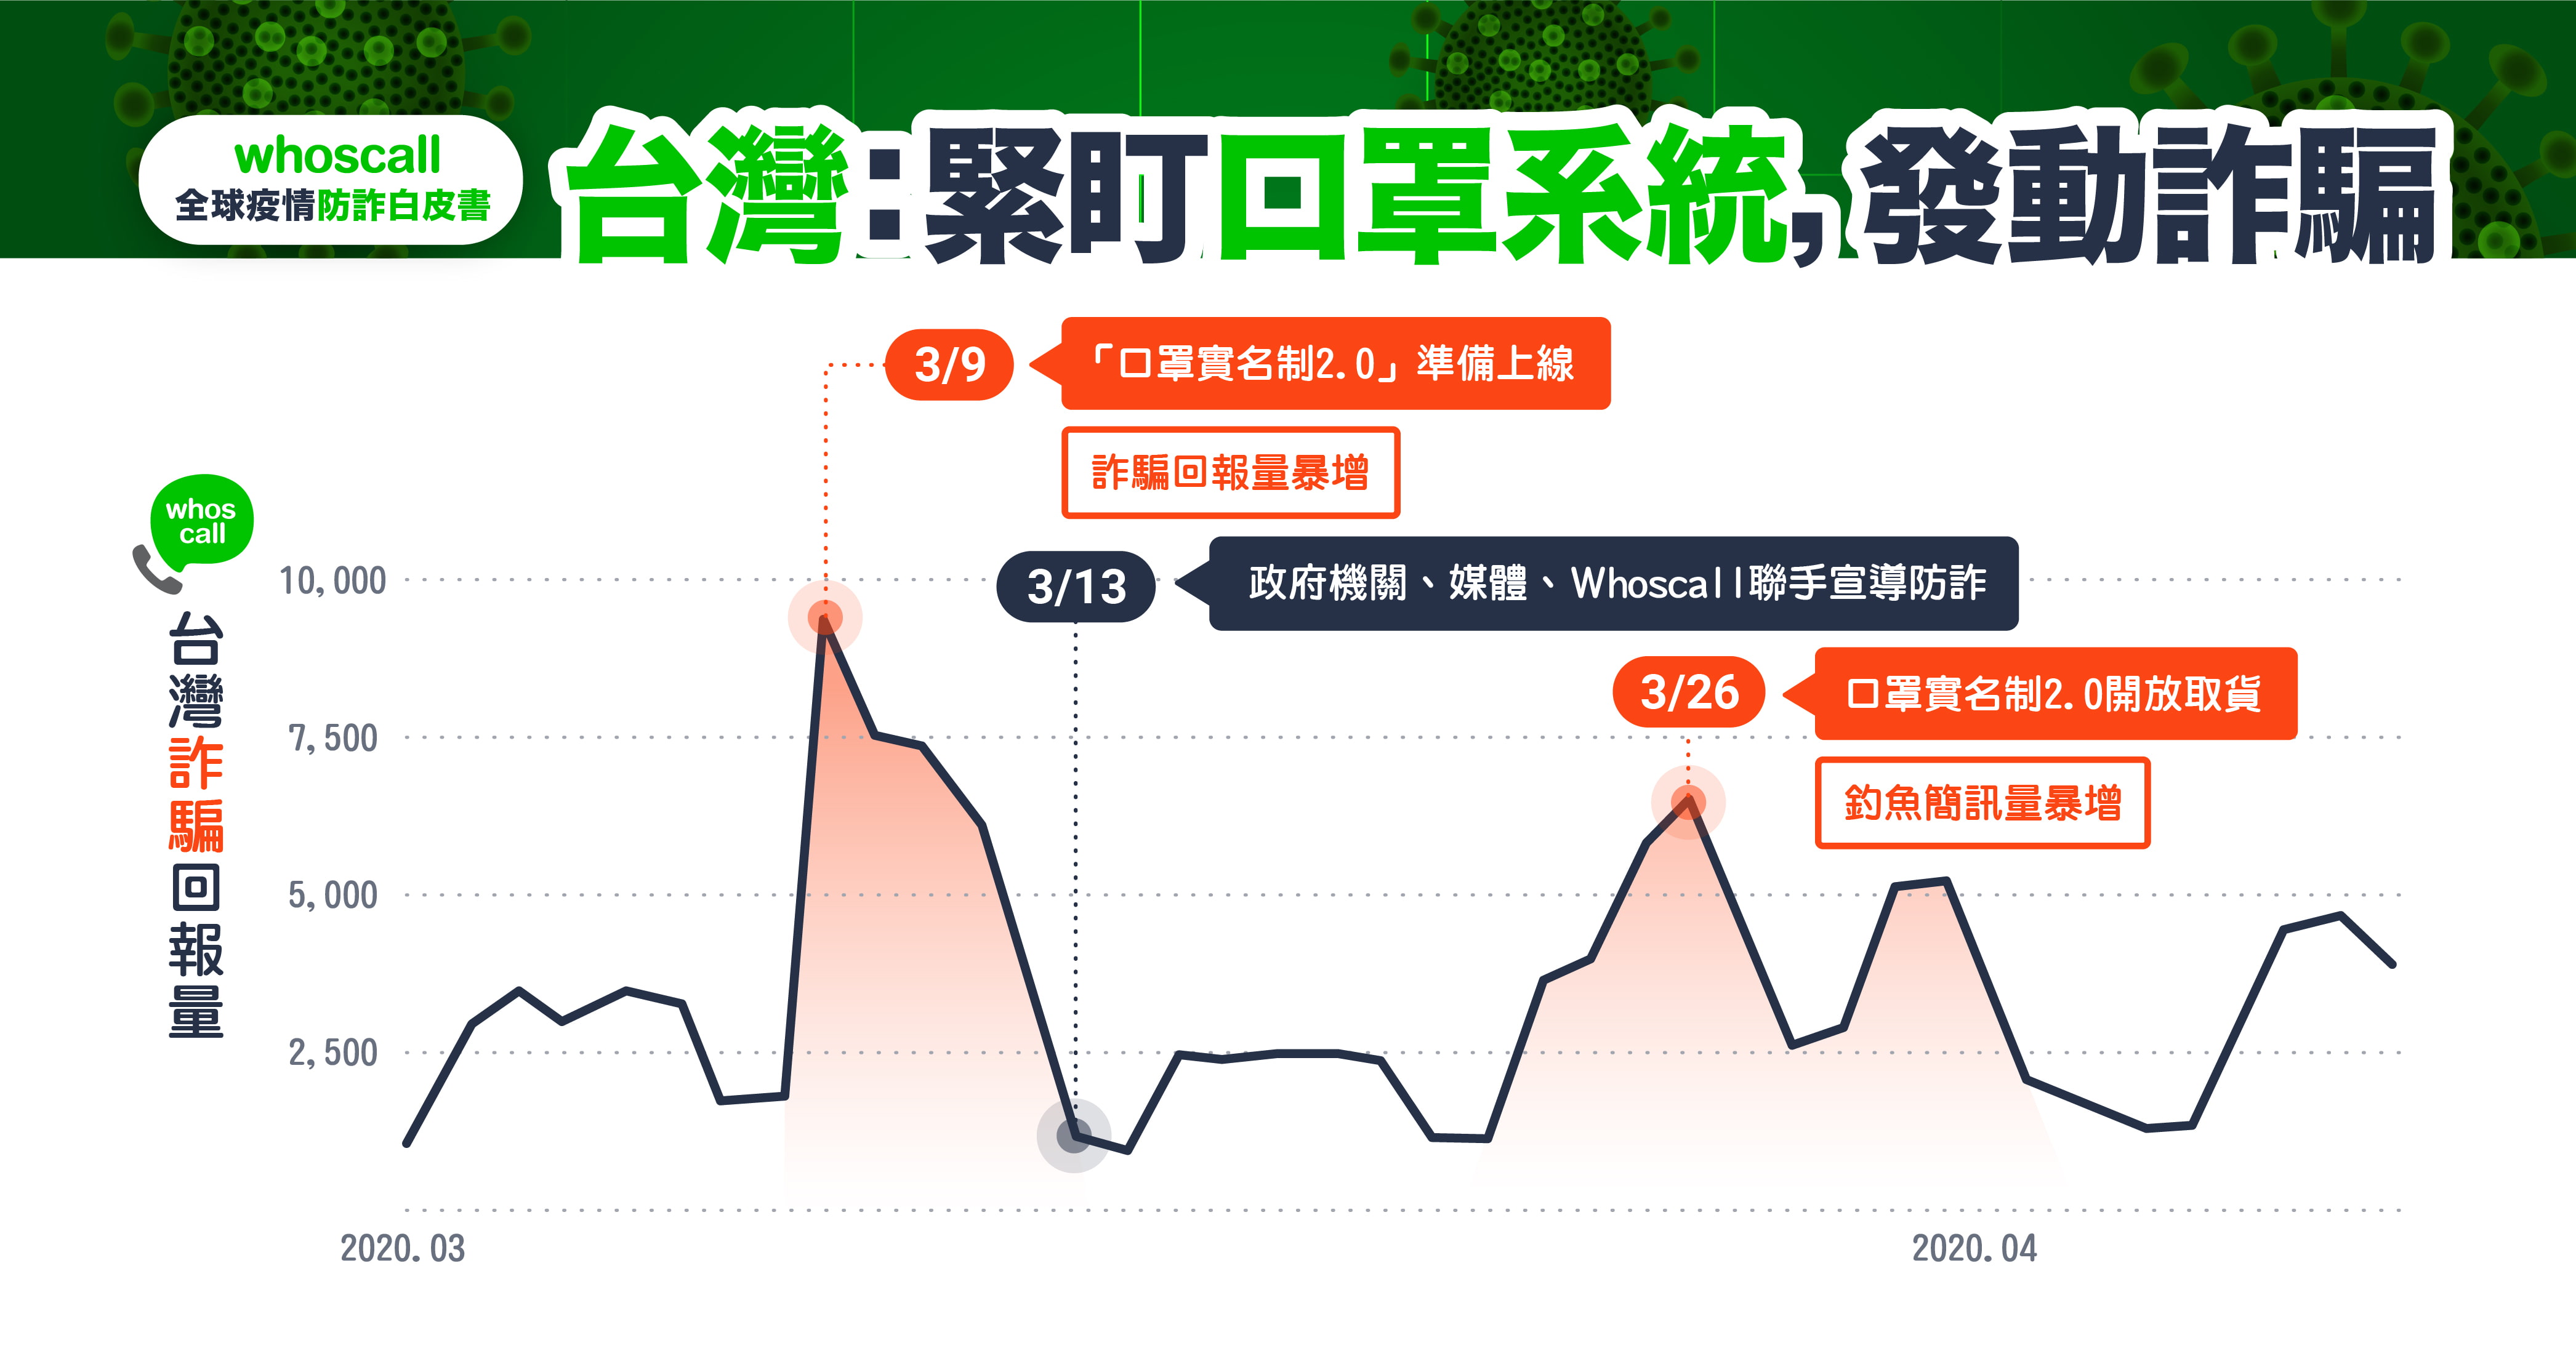 whoscall
全球疫情防詐白皮書
台灣：緊盯口罩系統，發動詐騙
3/9
「口罩實名制2.0」準備上線
詐騙回報量暴增
whos
call
台灣詐騙回報量
3/13
政府機關、媒體、Whoscall聯手宣導防詐
3/26
口罩實名制2.0開放取貨
釣魚簡訊量暴增
10,000
7,500
5,000
2,500
2020.03
2020.04